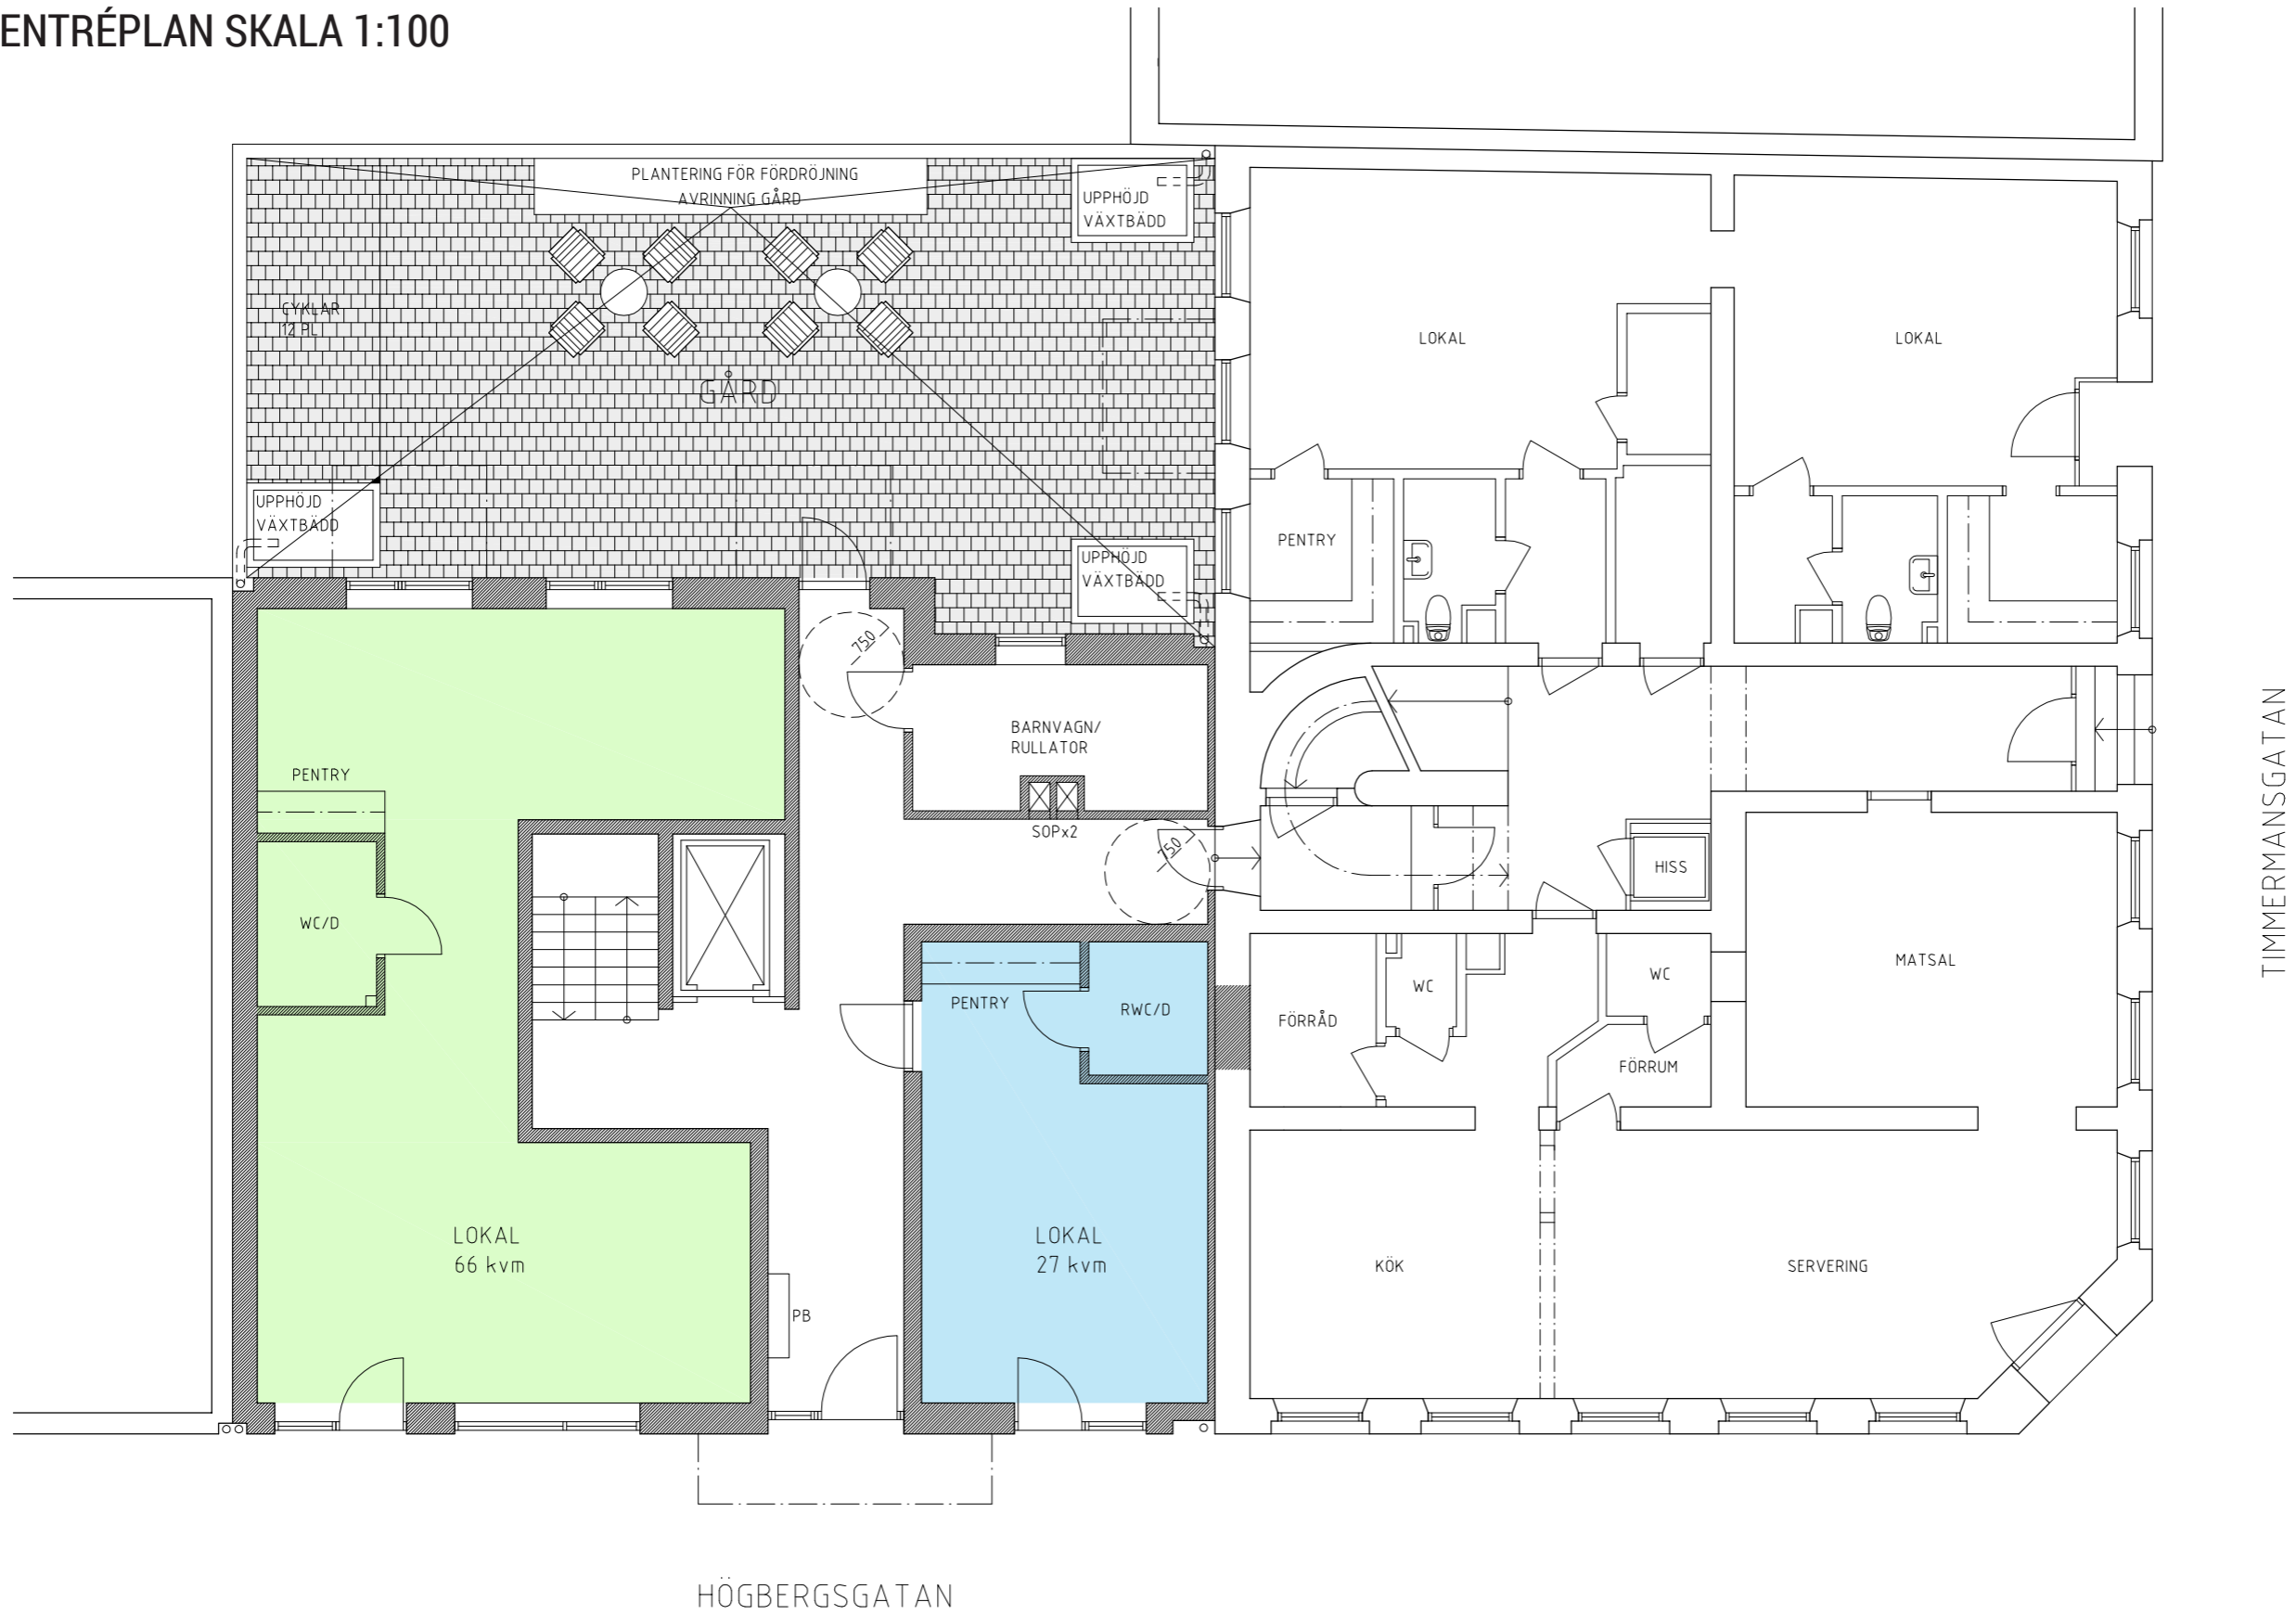 ENTRÉPLAN SKALA 1:100
PLANTERING FÖR FÖRDRÖJNING
AVRINNING GÅRD
UPPHÖJD
VÄXTBÄDD
CYKLAR
12 PL
GÅRD
LOKAL
LOKAL
UPPHÖJD
VÄXTBÄDD
UPPHÖJD
VÄXTBÄDD
PENTRY
750
BARNVAGN/
RULLATOR
PENTRY
SOPx2
750
HISS
WC/D
PENTRY
RWC/D
FÖRRÅD
WC
WC
MATSAL
FÖRRUM
LOKAL
66 kvm
LOKAL
27 kvm
KÖK
SERVERING
PB
TIMMERMANSGATAN
HÖGBERGSGATAN